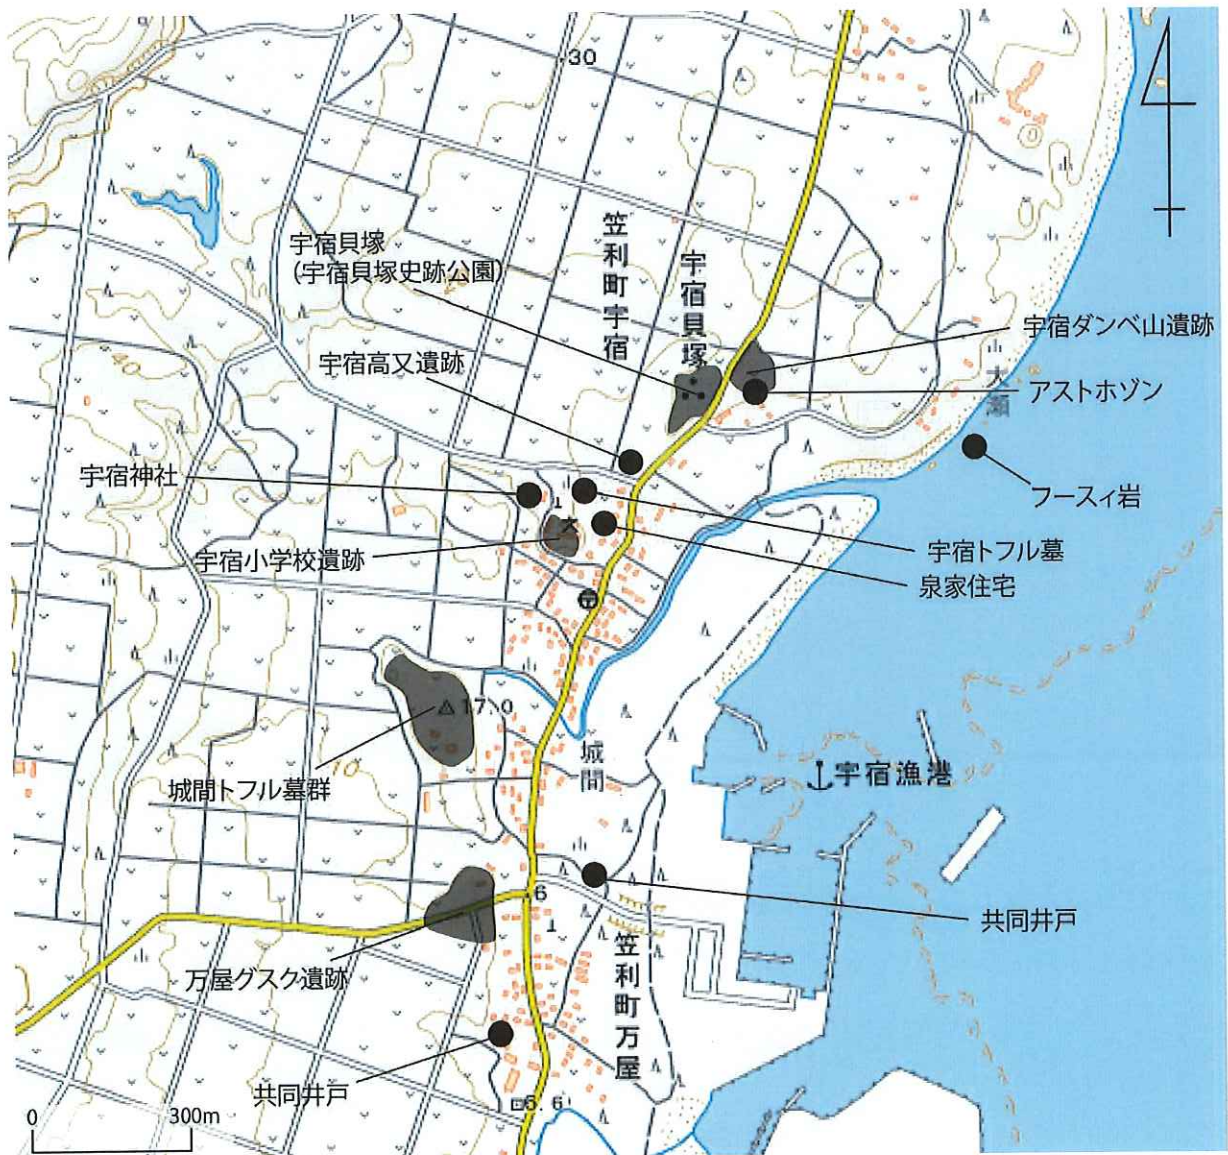 30
笠利町宇宿
宇宿貝塚
(宇宿貝塚史跡公園)
宇宿貝塚
20
宇宿ダンベ山遺跡
宇宿高又遺跡
大瀬
アストホゾン
40
宇宿神社
フースィ岩
宇宿小学校遺跡
宇宿トフル墓
泉家住宅
17.0
城間
10
城間トフル墓群
宇宿漁港
6
共同井戸
万屋グスク遺跡
笠利町万屋
共同井戸
5.6
0 300m